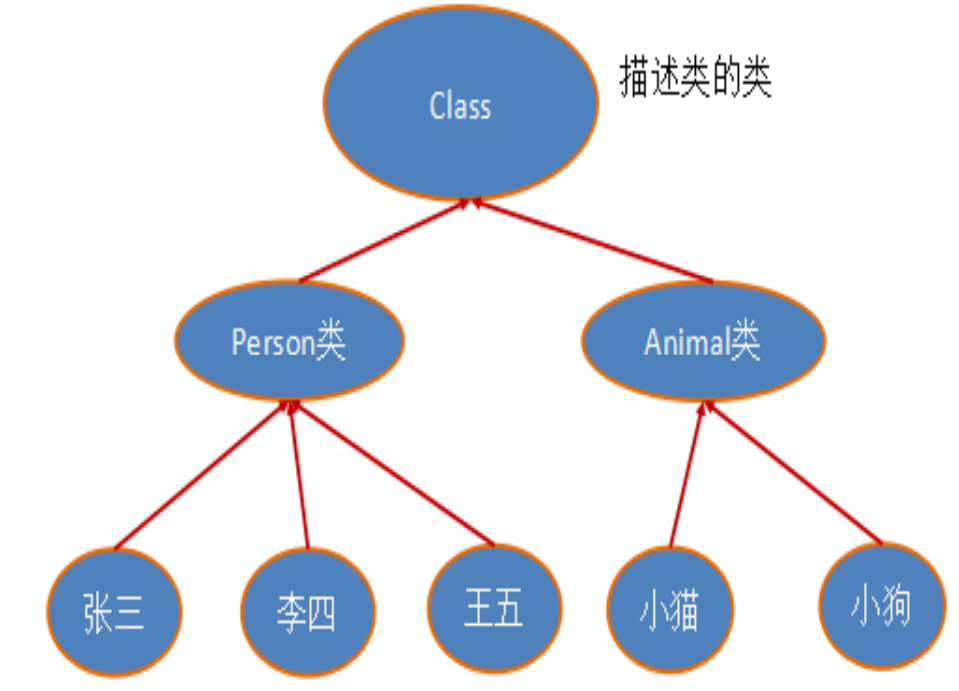 Class
描述类的类
Person类
Animal类
张三
李四
王五
小猫
小狗